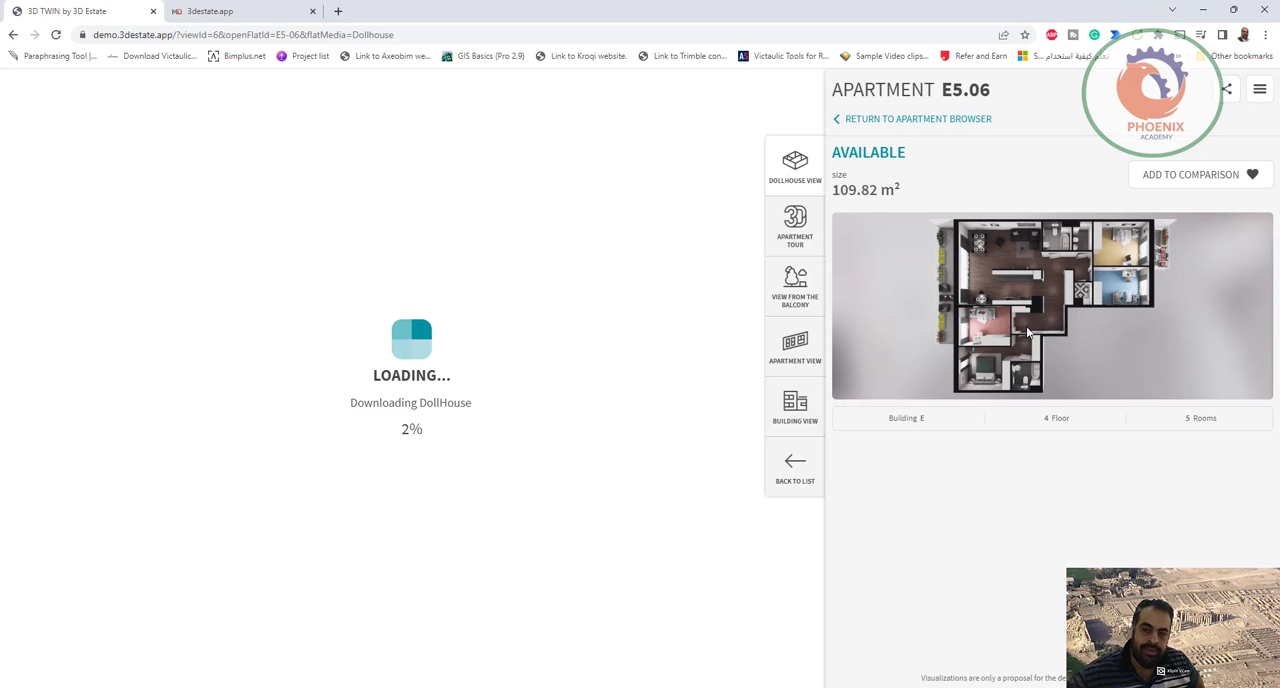 3D TWIN by 3D Estate
3destate.app
demo.3destate.app/?viewId=6&openFlatId=E5-06&flatMedia=Dollhouse
Paraphrasing Tool |...
Download Victaulic...
Bimplus.net
Project list
Link to Axeobim we...
Link to Kroqi website.
GIS Basics (Pro 2.9)
Link to Trimble con...
Victaulic Tools for R...
Sample Video clips...
Refer and Earn
Other bookmarks
APARTMENT E5.06
PHOENIX
ACADEMY
RETURN TO APARTMENT BROWSER
AVAILABLE
size
109.82 m²
ADD TO COMPARISON
DOLLHOUSE VIEW
3D
APARTMENT
TOUR
VIEW FROM THE
BALCONY
APARTMENT VIEW
BUILDING VIEW
BACK TO LIST
LOADING...
Downloading DollHouse
2%
Building E
4 Floor
5 Rooms
Visualizations are only a proposal for the de